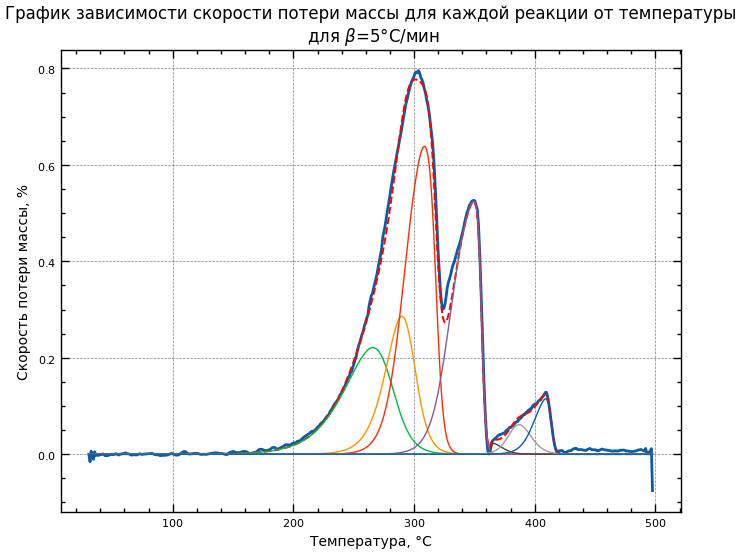 График зависимости скорости потери массы для каждой реакции от температуры
для β=5°C/мин
Скорость потери массы, %
0.8
0.6
0.4
0.2
0.0
100 200 300 400 500
Температура, °C